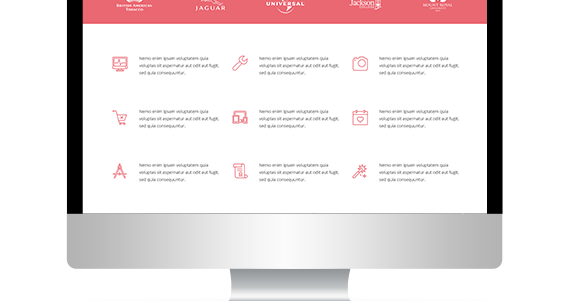 BRITISH AMERICAN
TOBACCO
JAGUAR
UNIVERSAL
Jackson
MOUNT ROYAL
Nemo enim ipsam voluptatem quia
voluptas sit aspernatur aut odit aut fugit,
sed quia consequuntur.
Nemo enim ipsam voluptatem quia
voluptas sit aspernatur aut odit aut fugit,
sed quia consequuntur.
Nemo enim ipsam voluptatem quia
voluptas sit aspernatur aut odit aut fugit,
sed quia consequuntur.
Nemo enim ipsam voluptatem quia
voluptas sit aspernatur aut odit aut fugit,
sed quia consequuntur.
Nemo enim ipsam voluptatem quia
voluptas sit aspernatur aut odit aut fugit,
sed quia consequuntur.
Nemo enim ipsam voluptatem quia
voluptas sit aspernatur aut odit aut fugit,
sed quia consequuntur.
Nemo enim ipsam voluptatem quia
voluptas sit aspernatur aut odit aut fugit,
sed quia consequuntur.
Nemo enim ipsam voluptatem quia
voluptas sit aspernatur aut odit aut fugit,
sed quia consequuntur.
Nemo enim ipsam voluptatem quia
voluptas sit aspernatur aut odit aut fugit,
sed quia consequuntur.